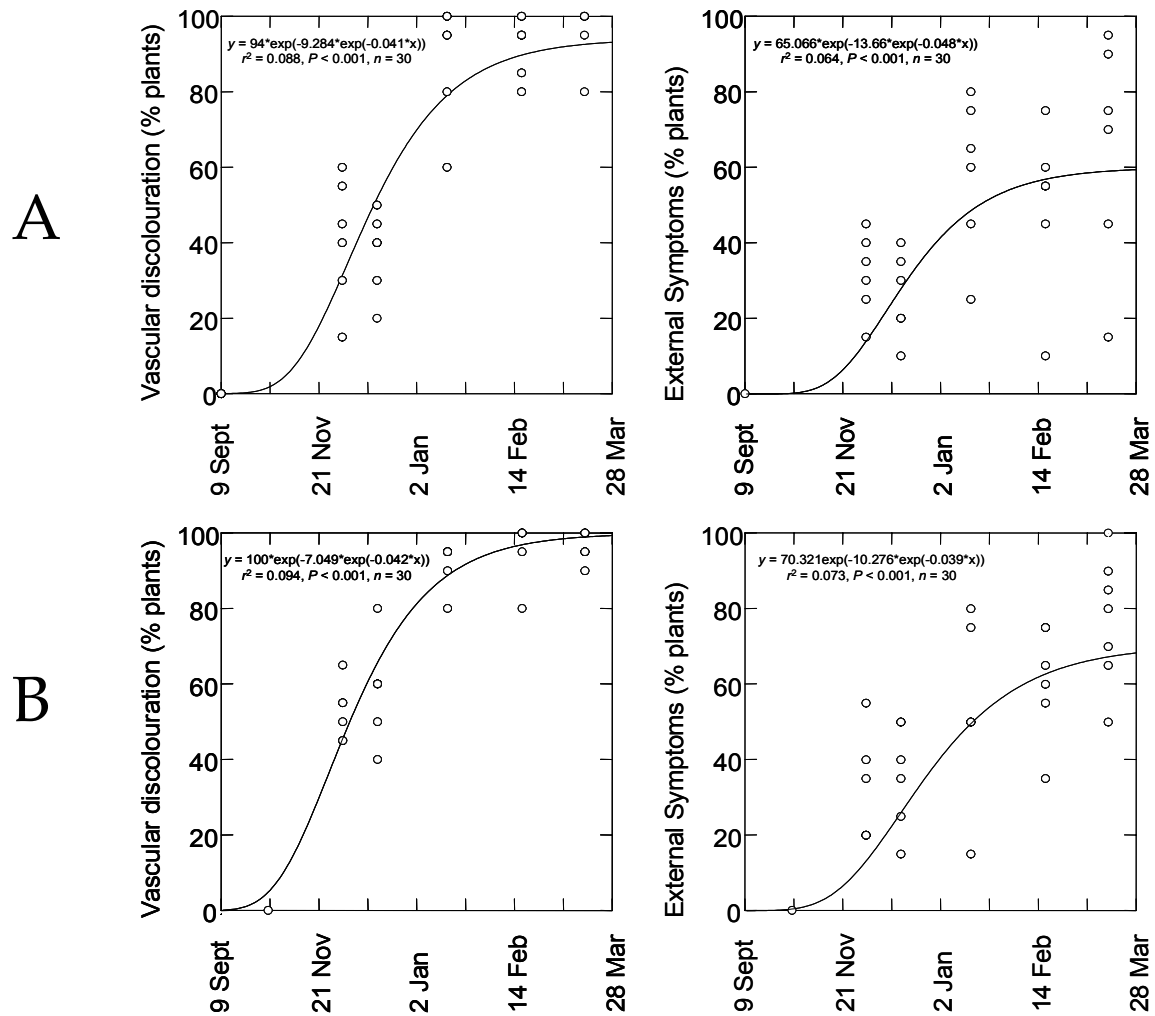 A
Vascular discolouration (% plants)
100
80
60
40
20
0
y = 94*exp(-9.284*exp(-0.041*x))
r² = 0.088, P < 0.001, n = 30
9 Sept
21 Nov
2 Jan
14 Feb
28 Mar
External Symptoms (% plants)
100
80
60
40
20
0
y = 65.066*exp(-13.66*exp(-0.048*x))
r² = 0.064, P < 0.001, n = 30
9 Sept
21 Nov
2 Jan
14 Feb
28 Mar
B
Vascular discolouration (% plants)
100
80
60
40
20
0
y = 100*exp(-7.049*exp(-0.042*x))
r² = 0.094, P < 0.001, n = 30
9 Sept
21 Nov
2 Jan
14 Feb
28 Mar
External Symptoms (% plants)
100
80
60
40
20
0
y = 70.321exp(-10.276*exp(-0.039*x))
r² = 0.073, P < 0.001, n = 30
9 Sept
21 Nov
2 Jan
14 Feb
28 Mar